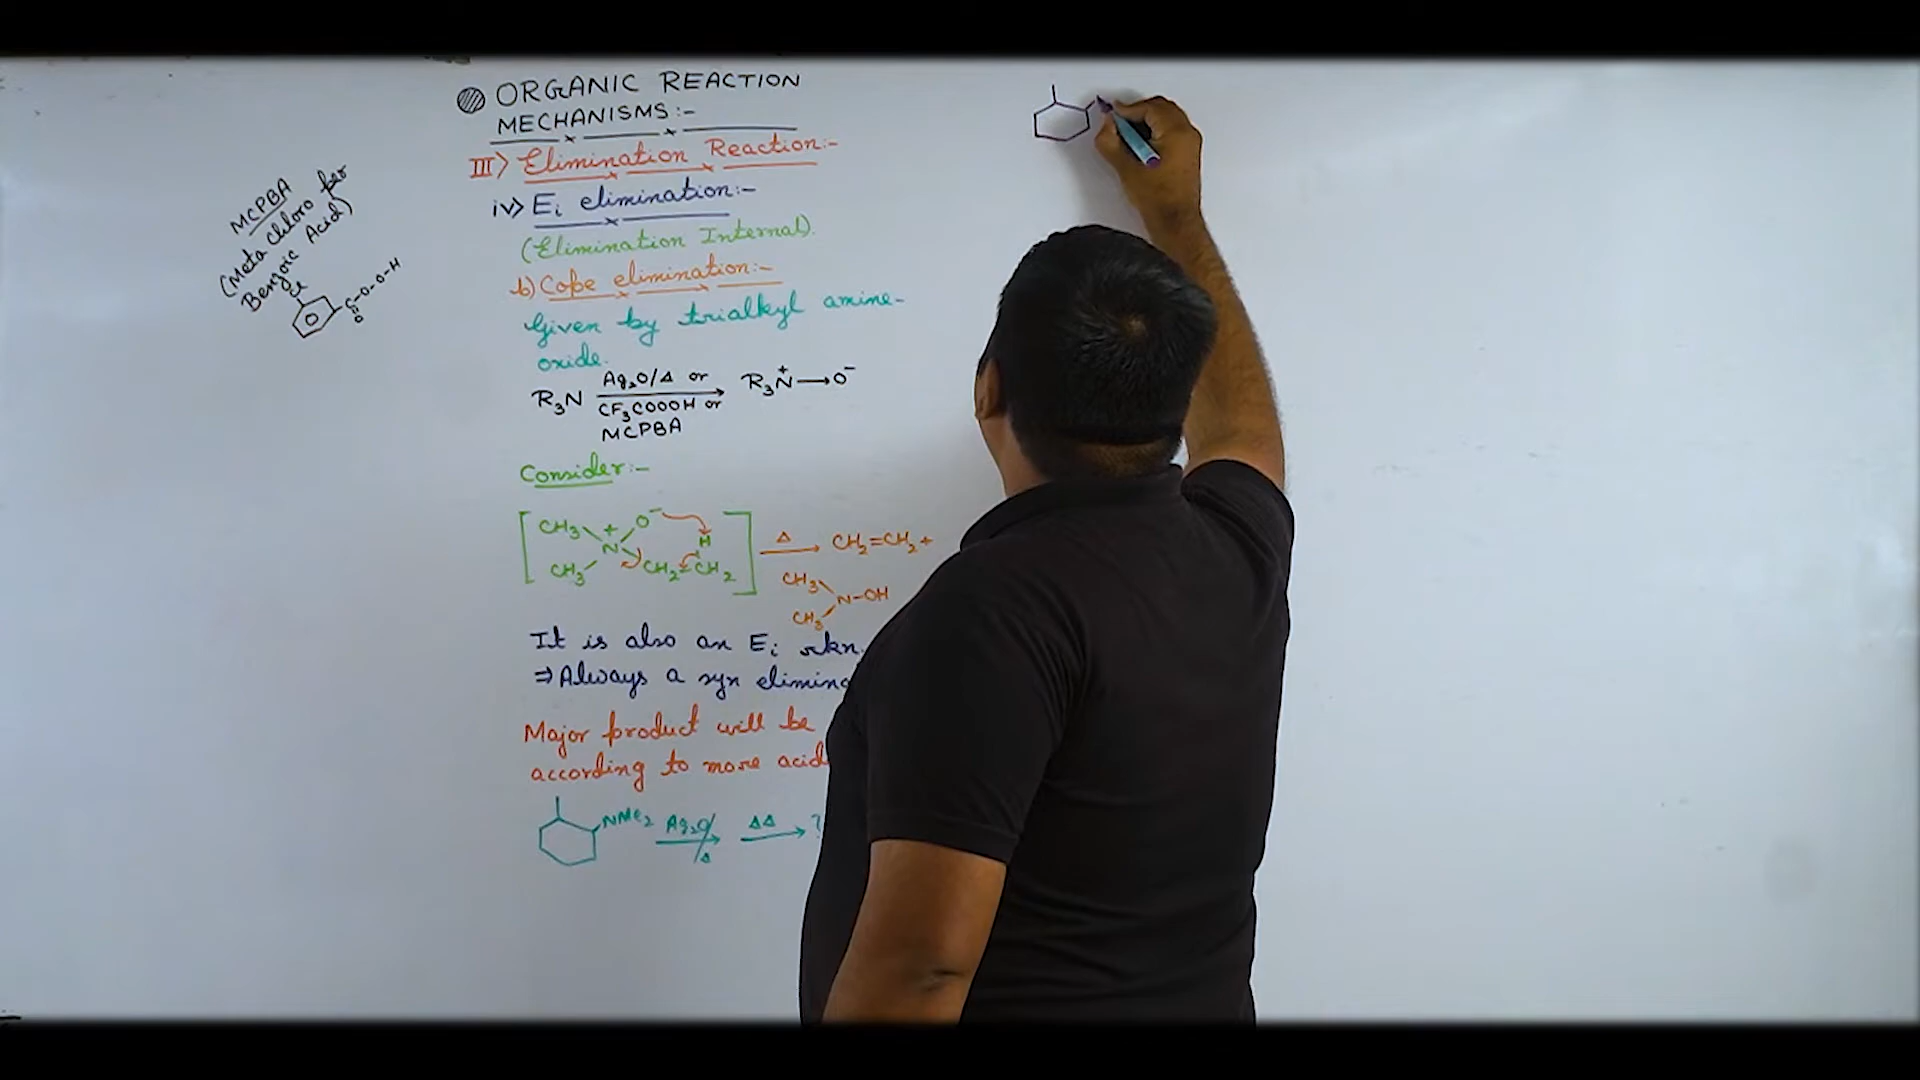 ORGANIC REACTION
MECHANISMS:-
III> Elimination Reaction:-
iv> Ei elimination:-
(Elimination Internal).
b) Cope elimination:-
Given by trialkyl amine-
oxide.
R3N Ag2O/Δ or CF3COOOH or MCPBA → R3N+ → O-
Consider:-
CH3 CH3 N+ O- H CH2 CH2 Δ → CH2=CH2 +
CH3 CH3 N-OH
It is also an Ei rkn.
⇒ Always a syn
Major product will be
according to more
NMe2 Ag2O/Δ ΔΔ → ?
MCPBA
(Meta chloro per
Benzoic Acid)
Cl C-O-O-H
O